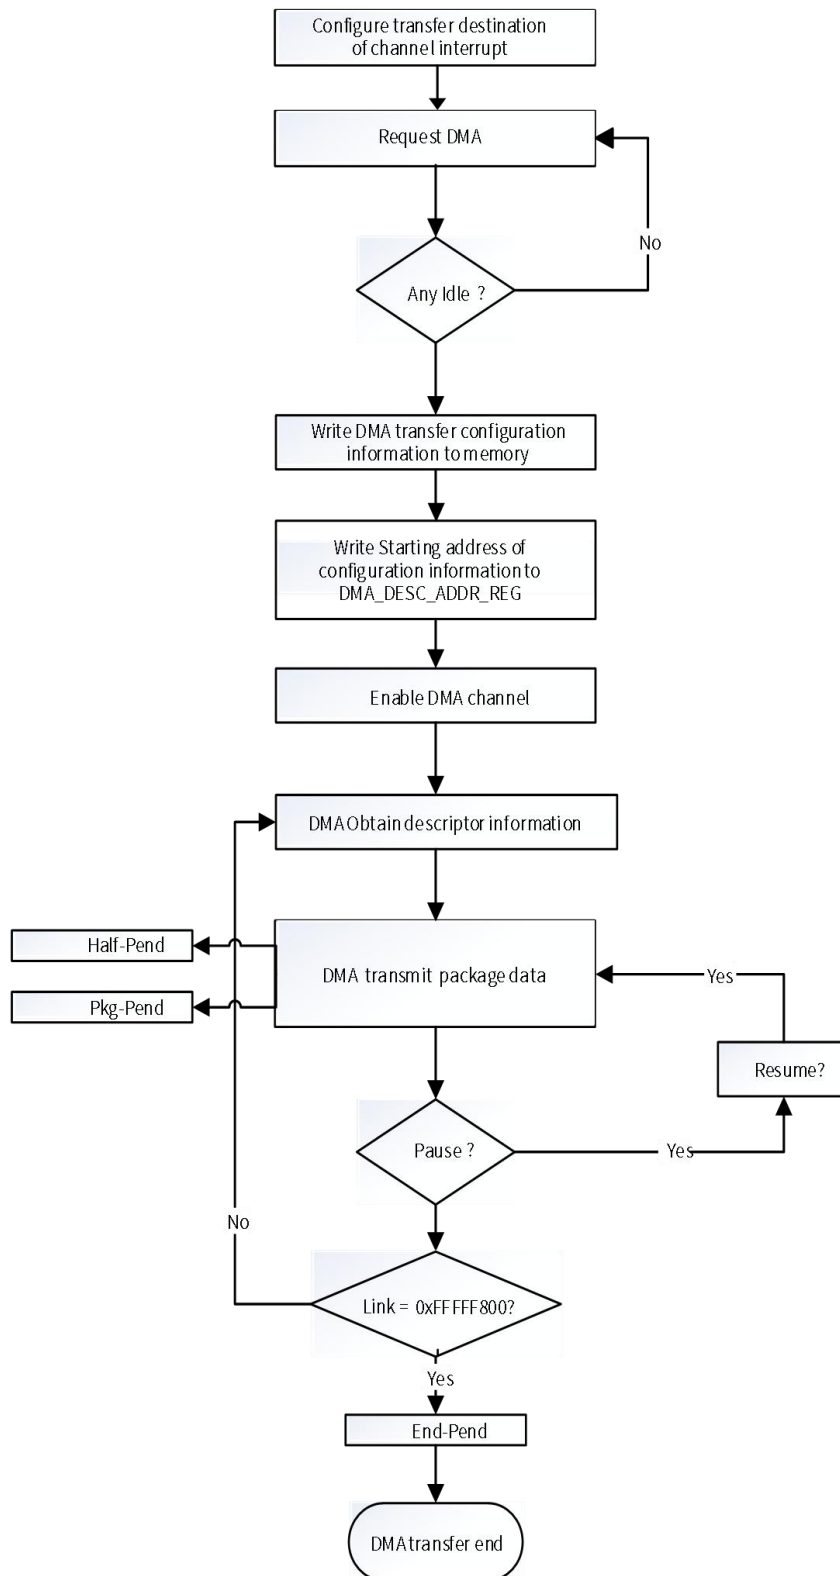 Configure transfer destination
of channel interrupt
Request DMA
No
Any Idle ?
Write DMA transfer configuration
information to memory
Write Starting address of
configuration information to
DMA_DESC_ADDR_REG
Enable DMA channel
DMA Obtain descriptor information
Half-Pend
DMA transmit package data
Yes
Pkg-Pend
Resume?
Pause ?
Yes
No
Link = 0xFFFFF800?
Yes
End-Pend
DMA transfer end